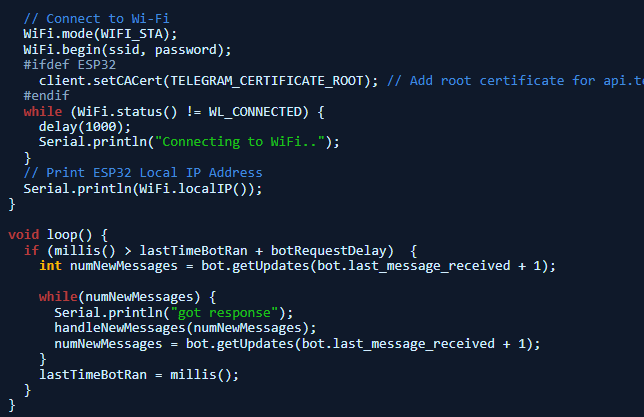 // Connect to Wi-Fi
WiFi.mode(WIFI_STA);
WiFi.begin(ssid, password);
#ifdef ESP32
client.setCACert(TELEGRAM_CERTIFICATE_ROOT); // Add root certificate for api.te
#endif
while (WiFi.status() != WL_CONNECTED) {
delay(1000);
Serial.println("Connecting to WiFi..");
}
// Print ESP32 Local IP Address
Serial.println(WiFi.localIP());
}
void loop() {
if (millis() > lastTimeBotRan + botRequestDelay)  {
int numNewMessages = bot.getUpdates(bot.last_message_received + 1);
while(numNewMessages) {
Serial.println("got response");
handleNewMessages(numNewMessages);
numNewMessages = bot.getUpdates(bot.last_message_received + 1);
}
lastTimeBotRan = millis();
}
}